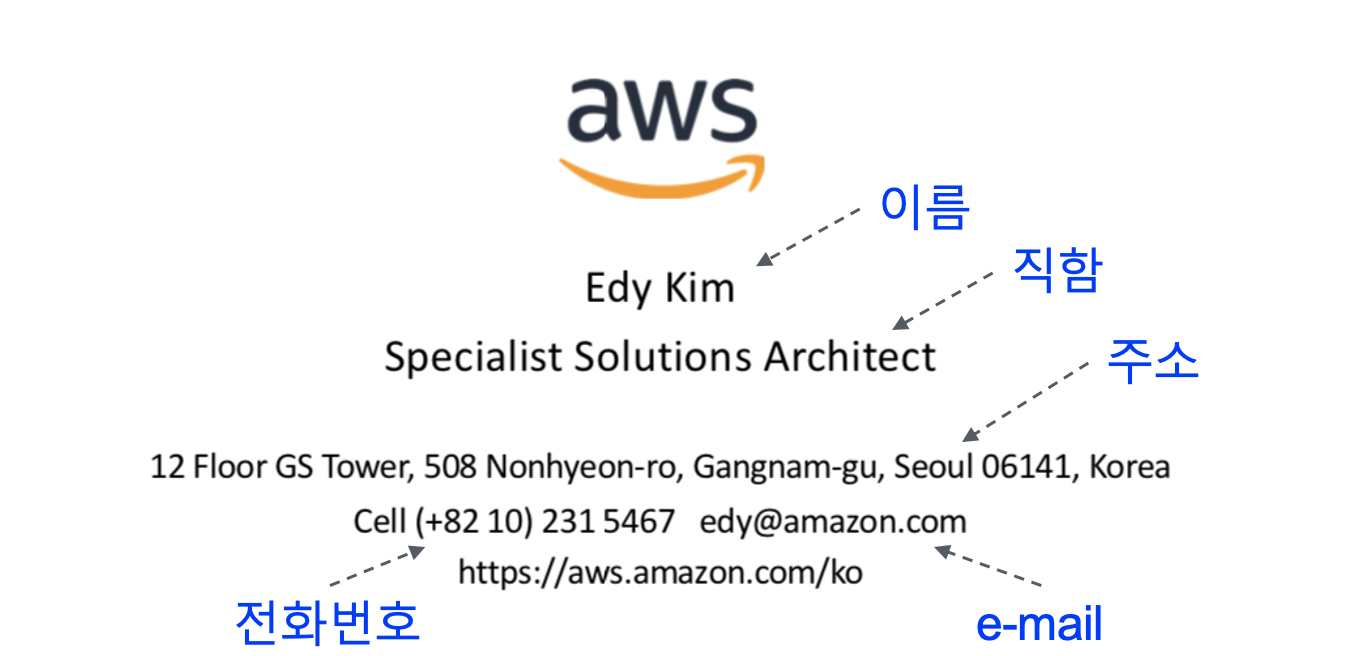 aws
이름
Edy Kim
직함
Specialist Solutions Architect
주소
12 Floor GS Tower, 508 Nonhyeon-ro, Gangnam-gu, Seoul 06141, Korea
Cell (+82 10) 231 5467 edy@amazon.com
https://aws.amazon.com/ko
전화번호
e-mail